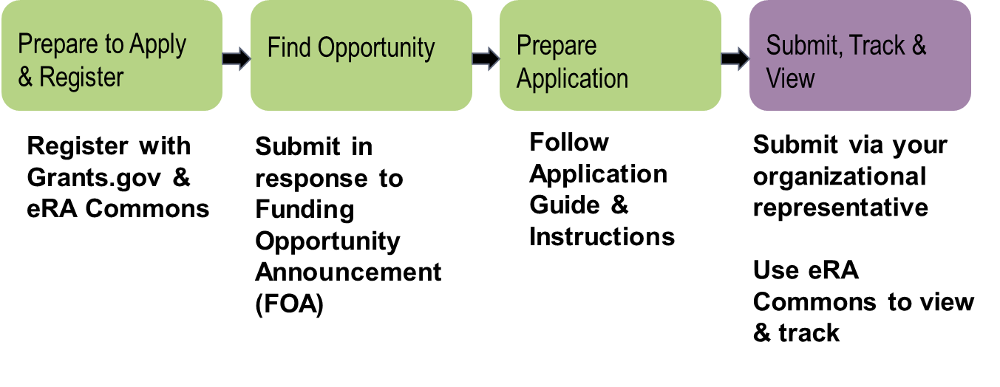 Prepare to Apply
& Register
Find Opportunity
Prepare
Application
Submit, Track &
View
Register with
Grants.gov &
eRA Commons
Submit in
response to
Funding
Opportunity
Announcement
(FOA)
Follow
Application
Guide &
Instructions
Submit via your
organizational
representative
Use eRA
Commons to view
& track